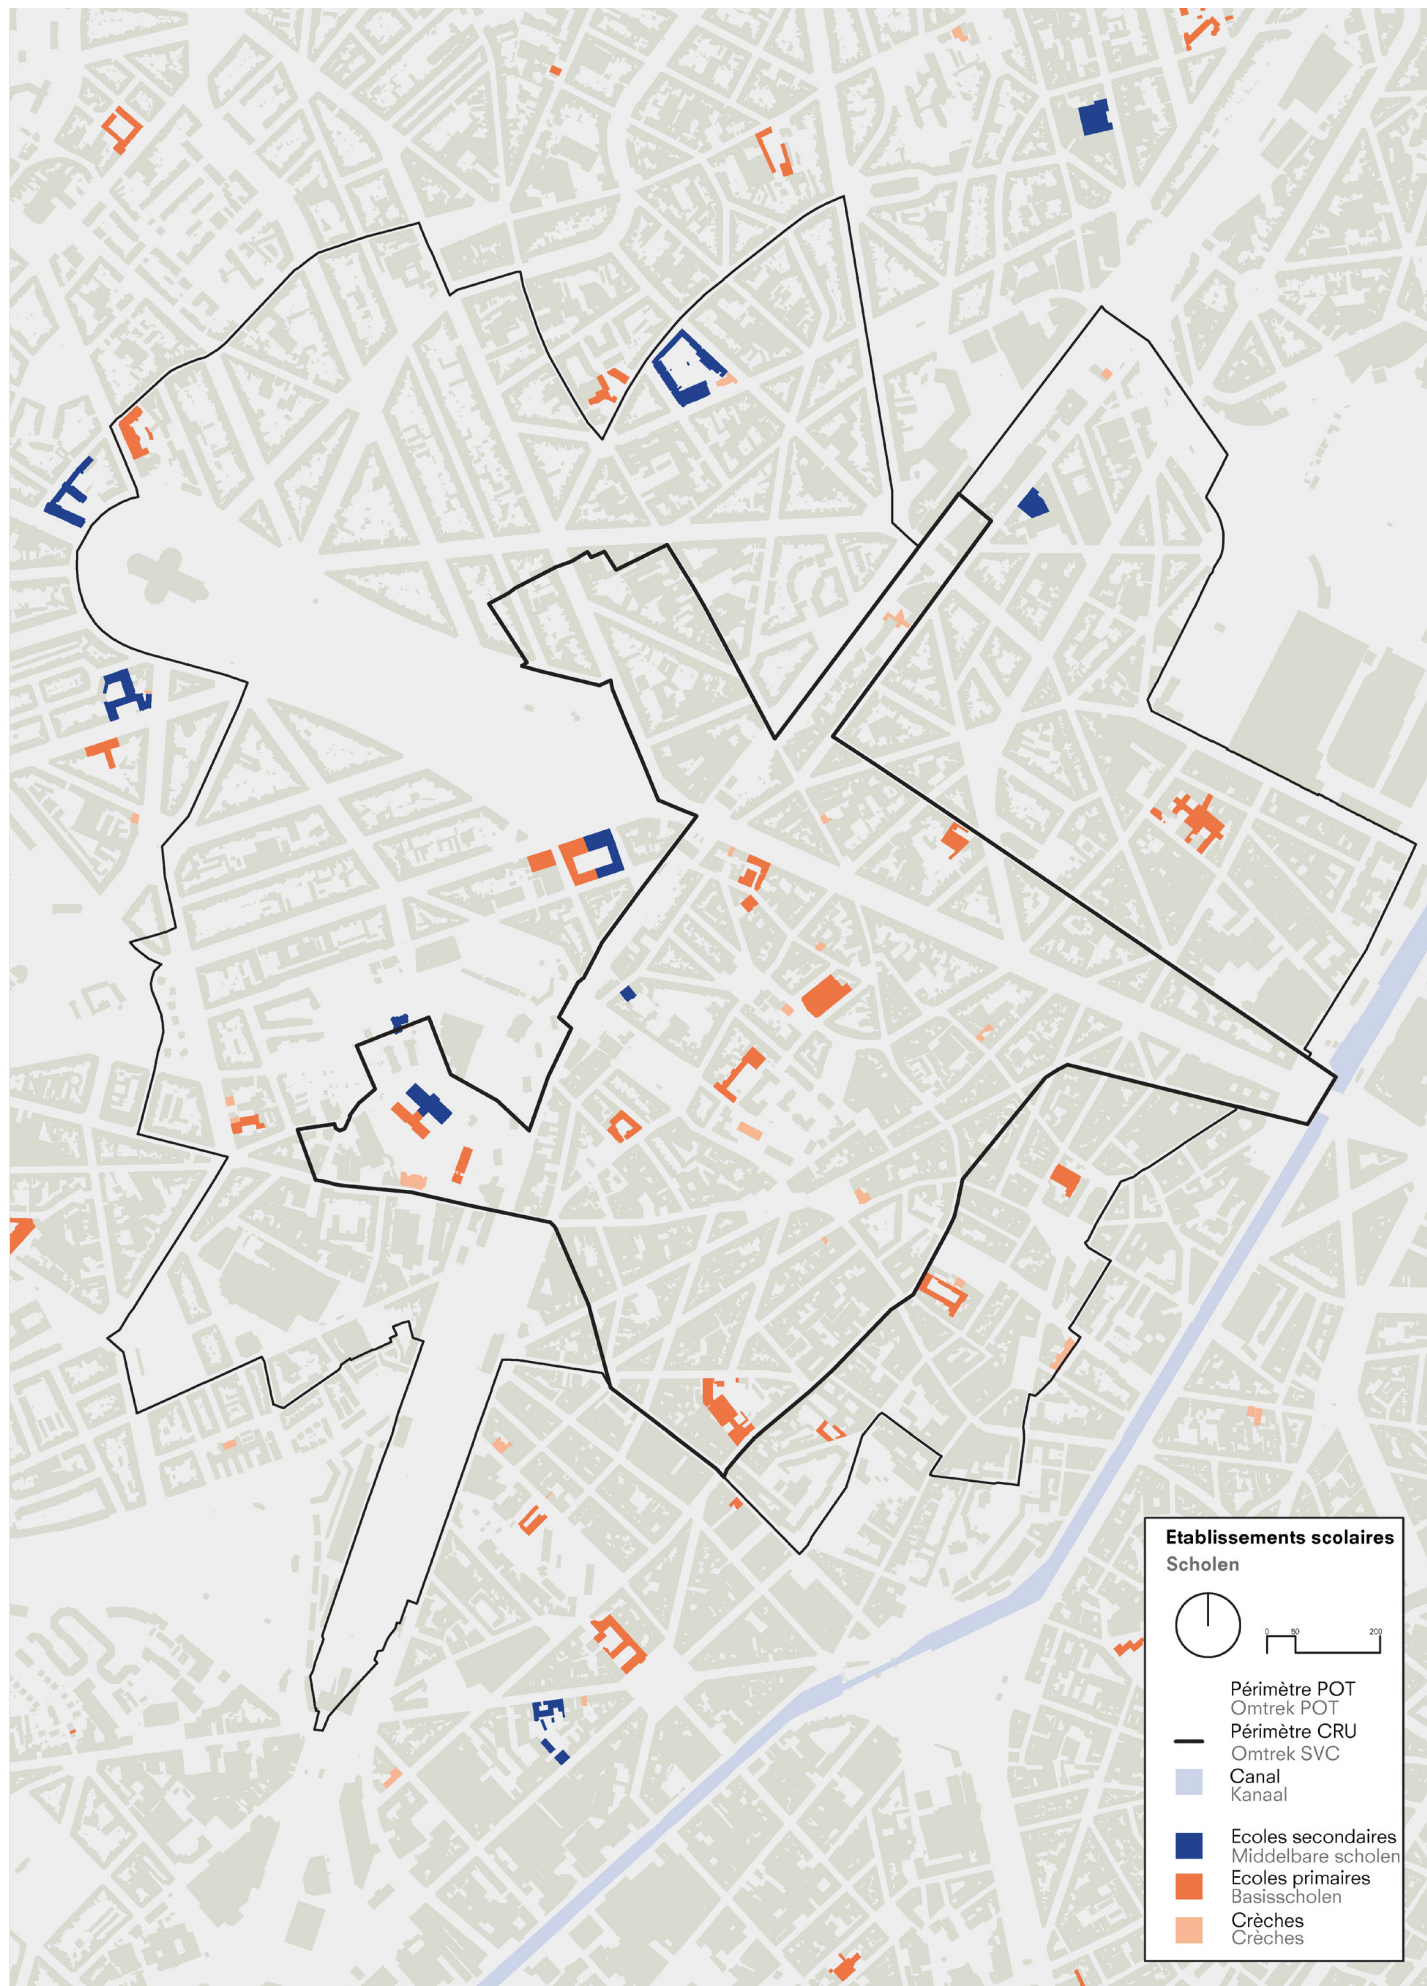 Etablissements scolaires
Scholen
0 50 200
Périmètre POT
Omtrek POT
Périmètre CRU
Omtrek SVC
Canal
Kanaal
Ecoles secondaires
Middelbare scholen
Ecoles primaires
Basisscholen
Crèches
Crèches